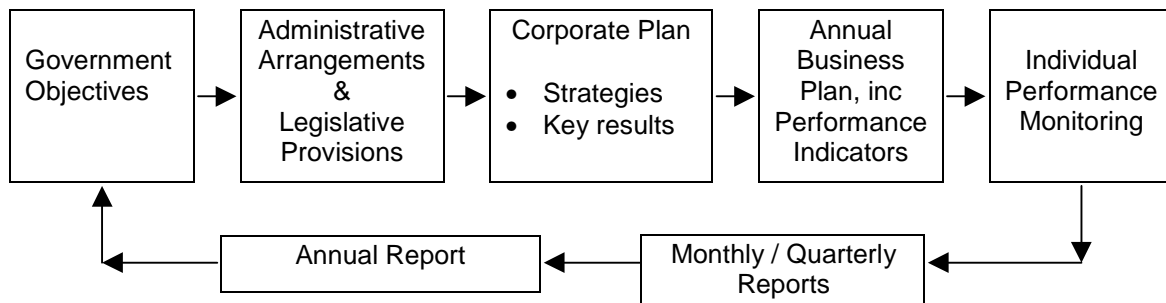 Government
Objectives
Administrative
Arrangements
&
Legislative
Provisions
Corporate Plan
• Strategies
• Key results
Annual
Business
Plan, inc
Performance
Indicators
Individual
Performance
Monitoring
Annual Report
Monthly / Quarterly
Reports